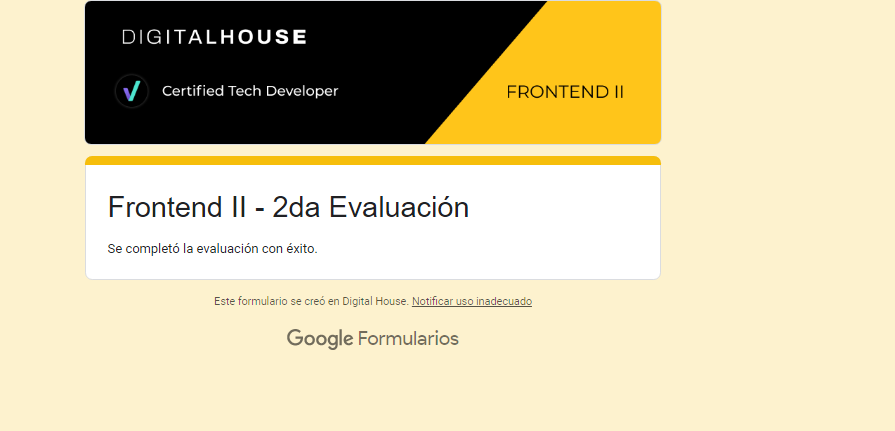 DIGITALHOUSE
Certified Tech Developer
FRONTEND II
Frontend II - 2da Evaluación
Se completó la evaluación con éxito.
Este formulario se creó en Digital House. Notificar uso inadecuado
Google Formularios